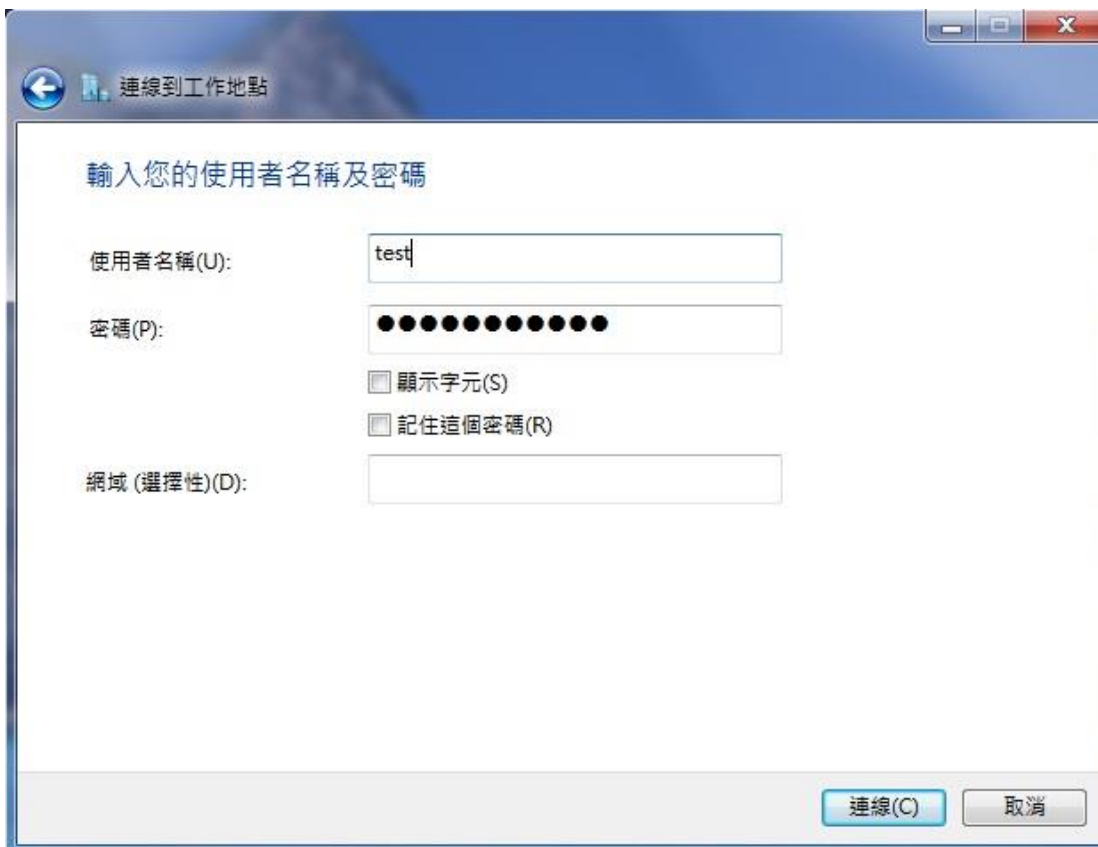 連線到工作地點
輸入您的使用者名稱及密碼
使用者名稱(U): test
密碼(P): ●●●●●●●●●●●
顯示字元(S)
記住這個密碼(R)
網域 (選擇性)(D):
連線(C) 取消